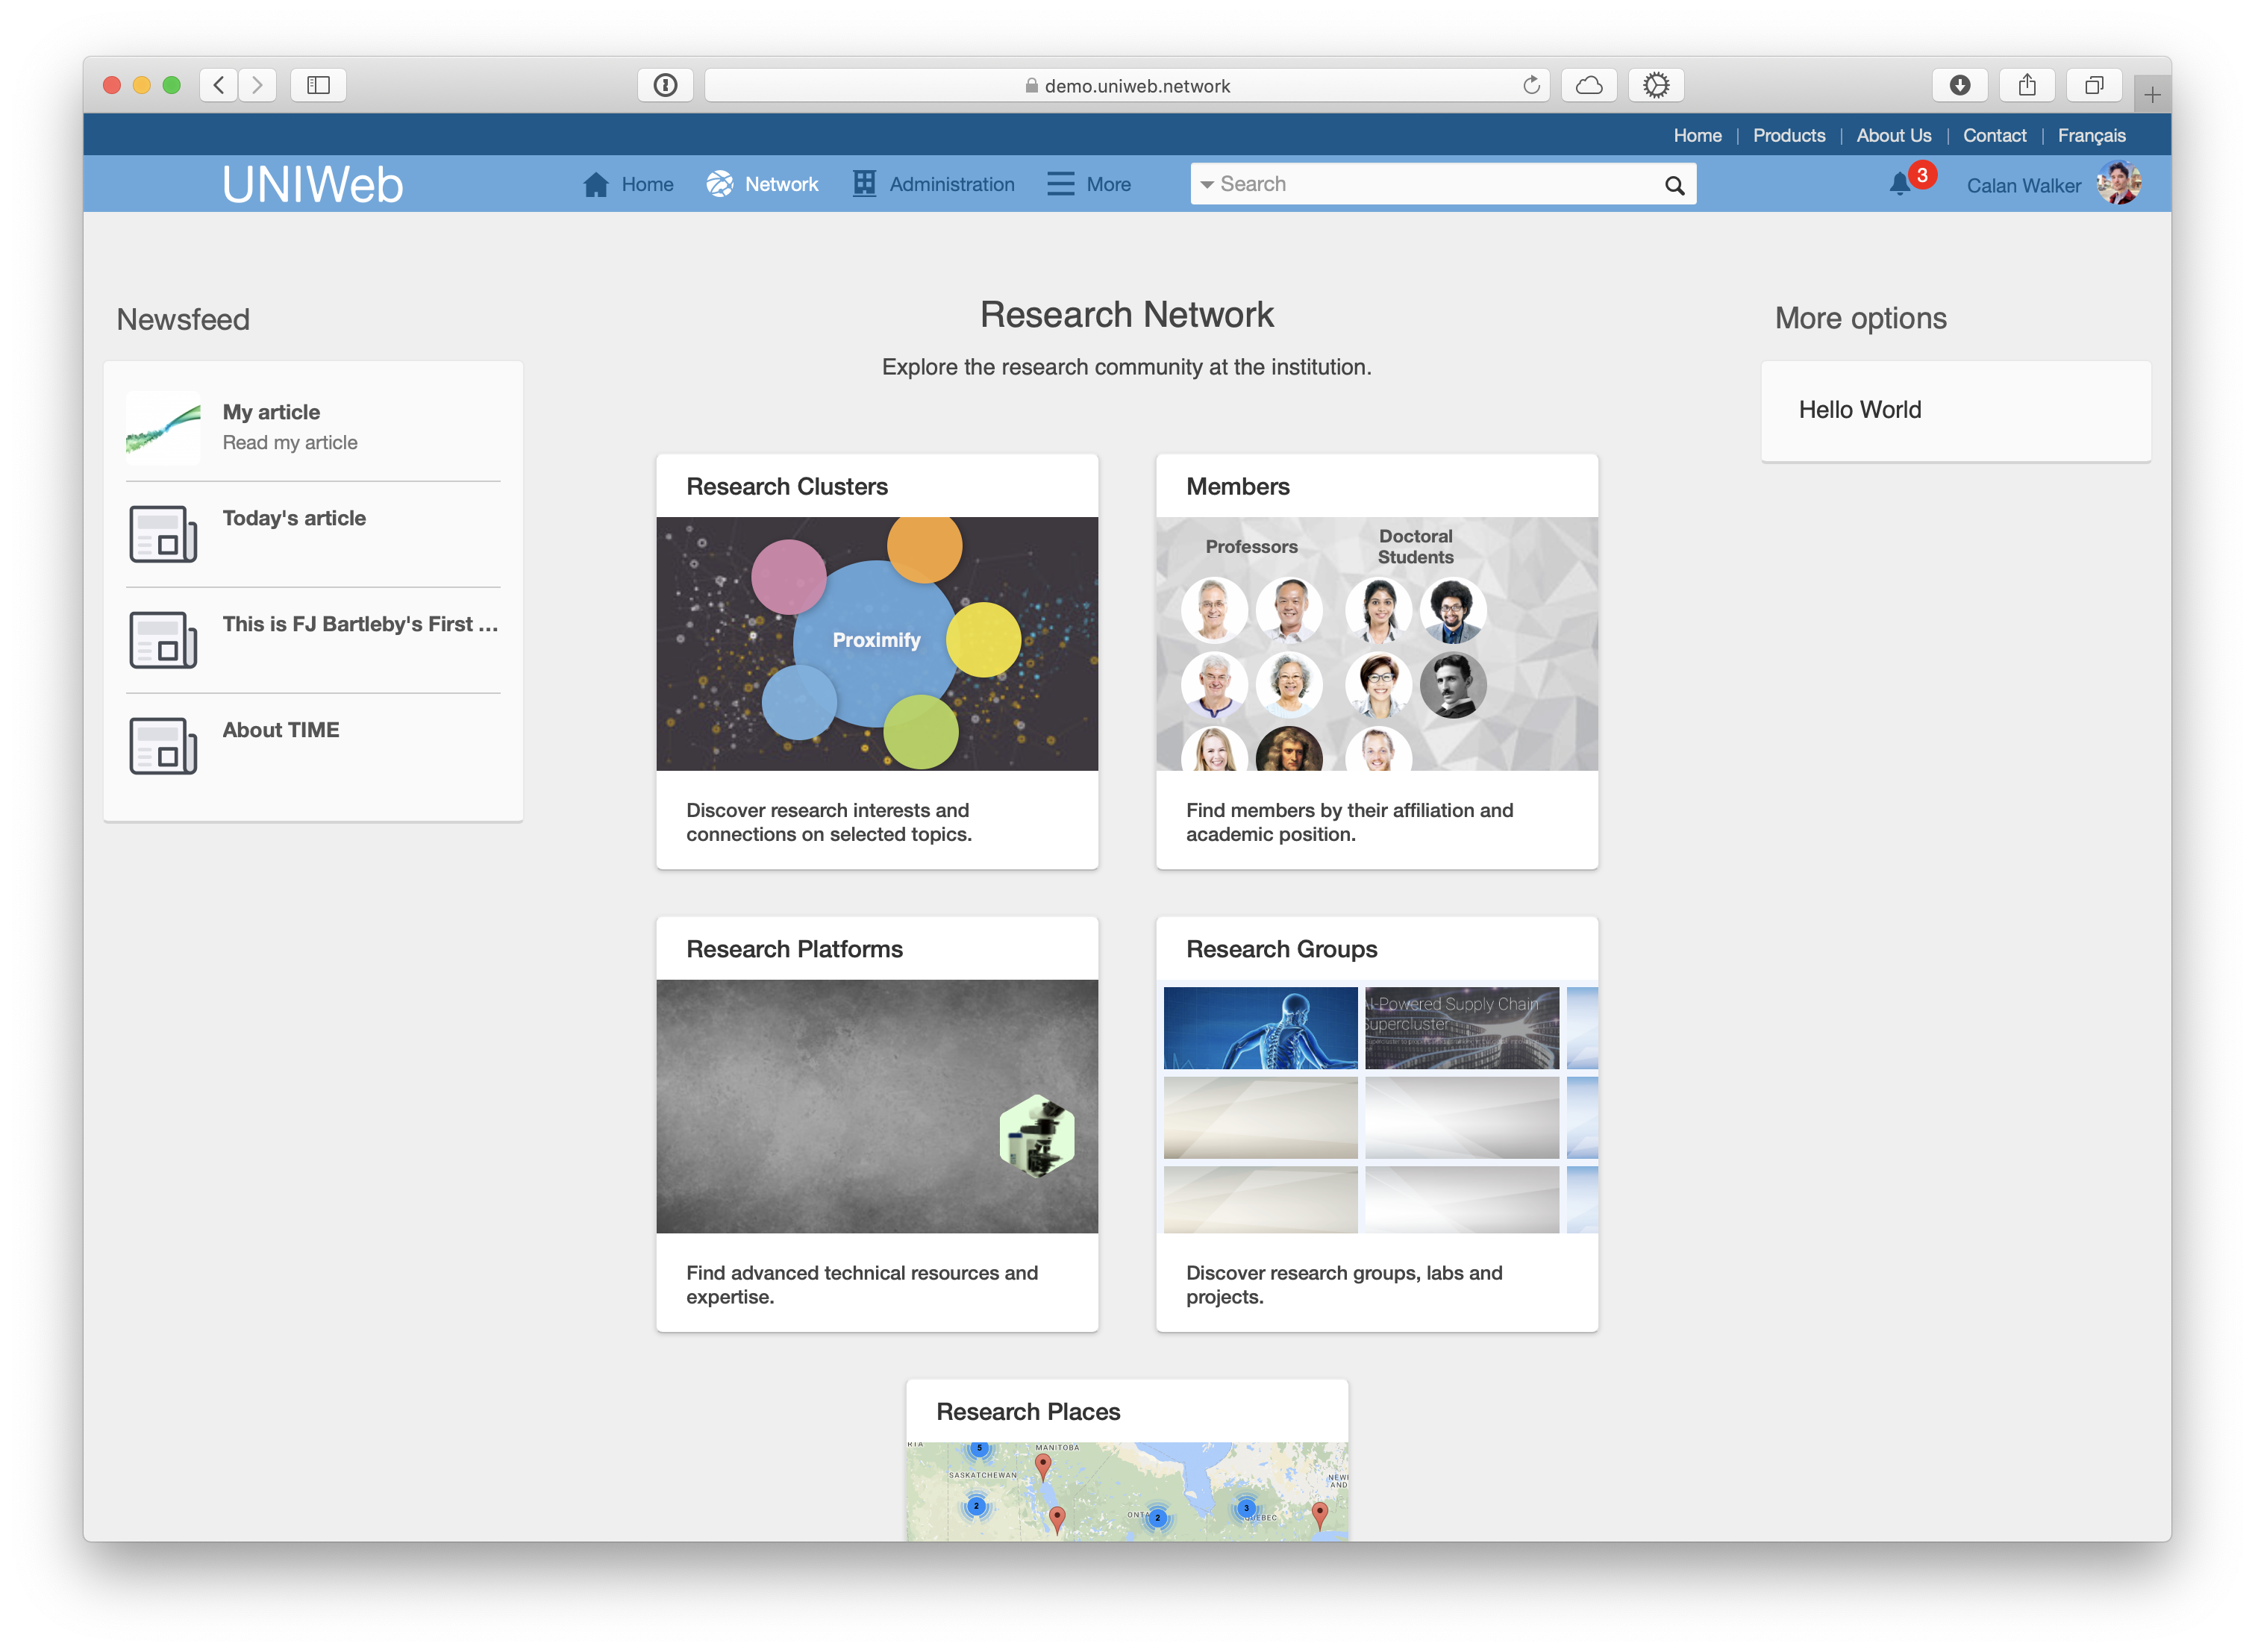 demo.uniweb.network
Home | Products | About Us | Contact | Français
UNIWeb
Home
Network
Administration
More
Search
3
Calan Walker
Newsfeed
My article
Read my article
Today's article
This is FJ Bartleby's First ...
About TIME
Research Network
Explore the research community at the institution.
More options
Hello World
Research Clusters
Proximify
Discover research interests and
connections on selected topics.
Members
Professors
Doctoral
Students
Find members by their affiliation and
academic position.
Research Platforms
Find advanced technical resources and
expertise.
Research Groups
AI-Powered Supply Chain
Supercluster
Discover research groups, labs and
projects.
Research Places
5
MANITOBA
SASKATCHEWAN
2
2
3